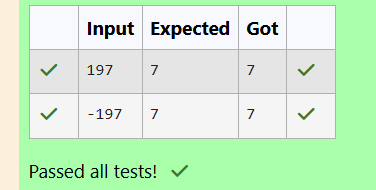 Input Expected Got
197 7 7
-197 7 7
Passed all tests!